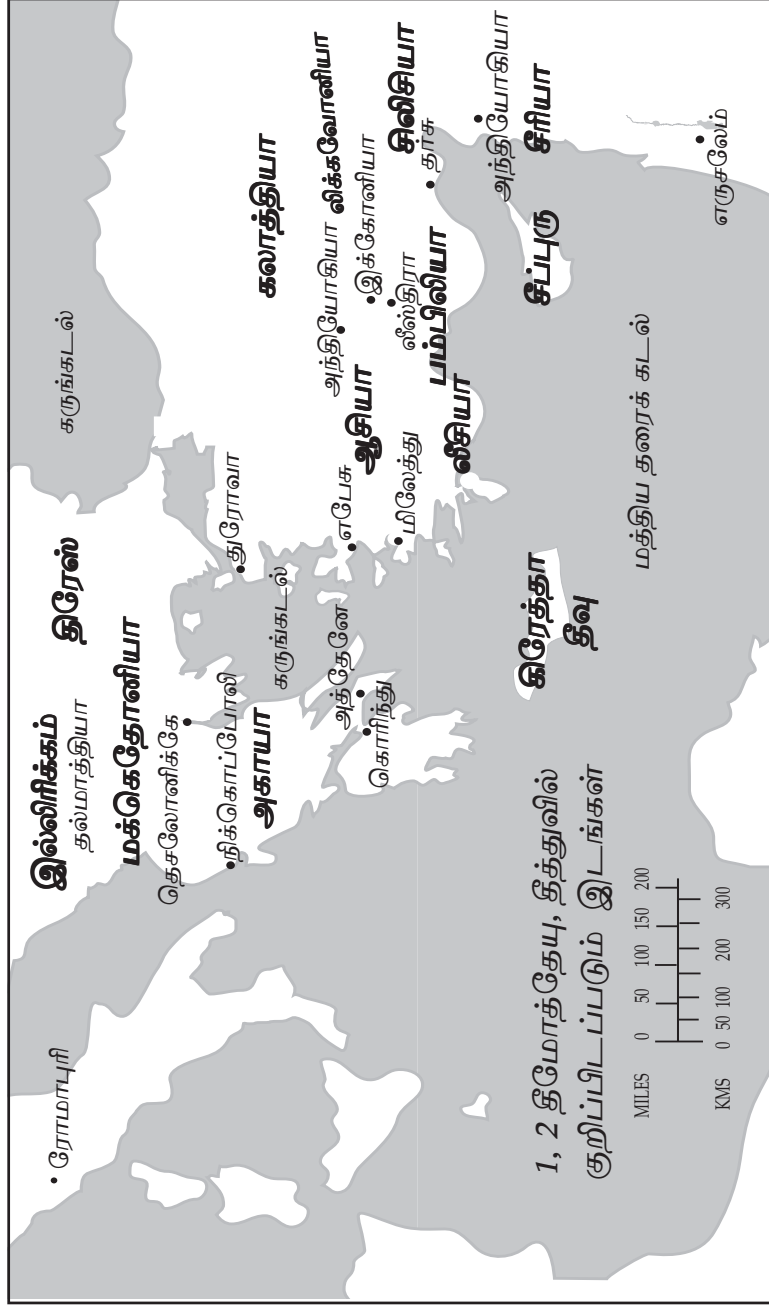 இல்லிரிக்கம்
தல்மாத்தியா
திரேஸ்
கருங்கடல்
ரோமாபுரி
மக்கெதோனியா
தெசலோனிக்கே
நிக்கொப்போலி
அகாயா
துரோவா
கருங்கடல்
கலாத்தியா
அத்தேனே
கொரிந்து
எபேசு
ஆசியா
மிலேத்து
அந்தியோகியா
லிக்கவோனியா
இக்கோனியா
லீஸ்திரா
சிலிசியா
தர்சு
பம்பிலியா
லீசியா
அந்தியோகியா
சீரியா
சீப்புரு
கிரேத்தா
தீவு
மத்திய தரைக் கடல்
எருசலேம்
1, 2 தீமோத்தேயு, தீத்துவில்
குறிப்பிடப்படும் இடங்கள்
MILES 0 50 100 150 200
KMS 0 50 100 200 300